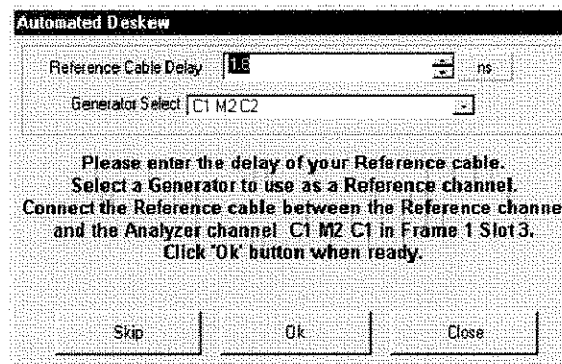 Automated Deskew
Reference Cable Delay 1.8 ns
Generator Select C1 M2 C2
Please enter the delay of your Reference cable.
Select a Generator to use as a Reference channel.
Connect the Reference cable between the Reference channe
and the Analyzer channel C1 M2 C1 in Frame 1 Slot 3.
Click 'Ok' button when ready.
Skip Ok Close